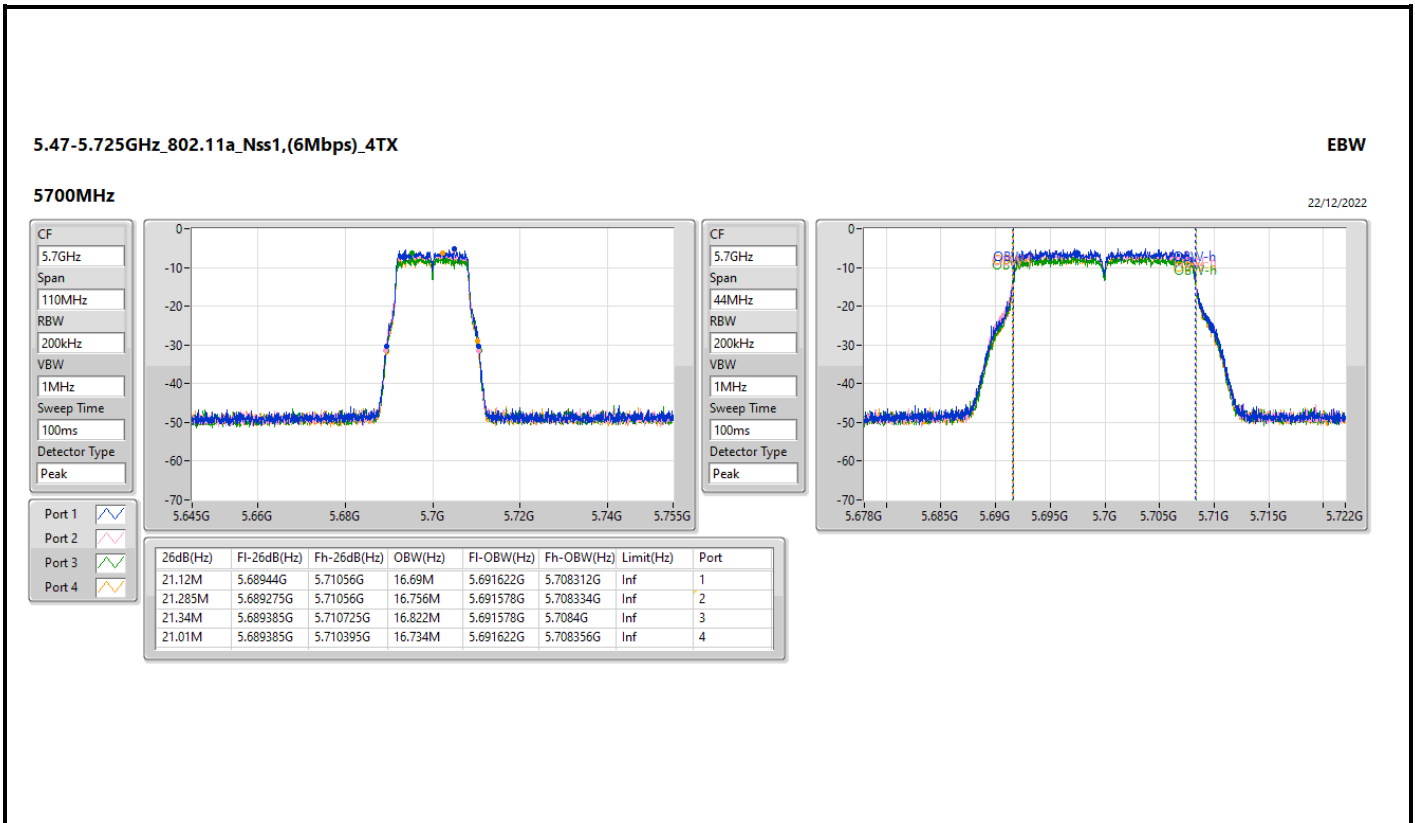 5.47-5.725GHz_802.11a_Nss1,(6Mbps)_4TX
EBW
5700MHz
22/12/2022
CF
5.7GHz
Span
110MHz
RBW
200kHz
VBW
1MHz
Sweep Time
100ms
Detector Type
Peak
0
-10
-20
-30
-40
-50
-60
-70
5.645G 5.66G 5.68G 5.7G 5.72G 5.74G 5.755G
CF
5.7GHz
Span
44MHz
RBW
200kHz
VBW
1MHz
Sweep Time
100ms
Detector Type
Peak
0
-10
-20
-30
-40
-50
-60
-70
OBW-h
OBW-h
5.678G 5.685G 5.69G 5.695G 5.7G 5.705G 5.71G 5.715G 5.722G
Port 1
Port 2
Port 3
Port 4
26dB(Hz) Fl-26dB(Hz) Fh-26dB(Hz) OBW(Hz) Fl-OBW(Hz) Fh-OBW(Hz) Limit(Hz) Port
21.12M 5.68944G 5.71056G 16.69M 5.691622G 5.708312G Inf 1
21.285M 5.689275G 5.71056G 16.756M 5.691578G 5.708334G Inf 2
21.34M 5.689385G 5.710725G 16.822M 5.691578G 5.7084G Inf 3
21.01M 5.689385G 5.710395G 16.734M 5.691622G 5.708356G Inf 4